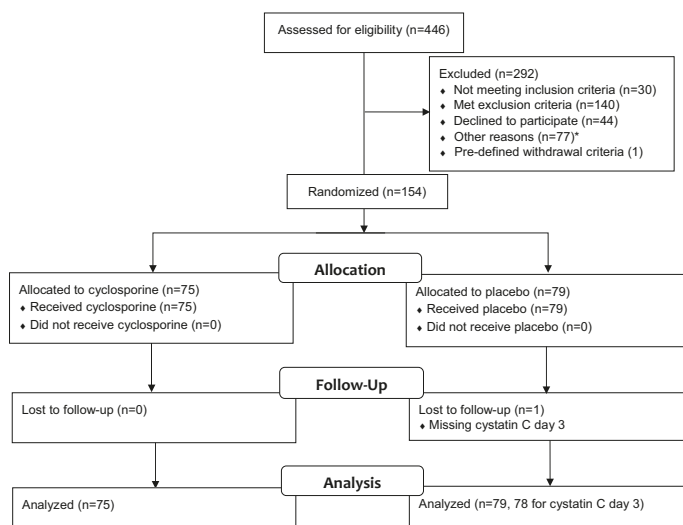 Assessed for eligibility (n=446)
Excluded (n=292)
♦ Not meeting inclusion criteria (n=30)
♦ Met exclusion criteria (n=140)
♦ Declined to participate (n=44)
♦ Other reasons (n=77)*
♦ Pre-defined withdrawal criteria (1)
Randomized (n=154)
Allocation
Allocated to cyclosporine (n=75)
♦ Received cyclosporine (n=75)
♦ Did not receive cyclosporine (n=0)
Allocated to placebo (n=79)
♦ Received placebo (n=79)
♦ Did not receive placebo (n=0)
Follow-Up
Lost to follow-up (n=0)
Lost to follow-up (n=1)
♦ Missing cystatin C day 3
Analysis
Analyzed (n=75)
Analyzed (n=79, 78 for cystatin C day 3)